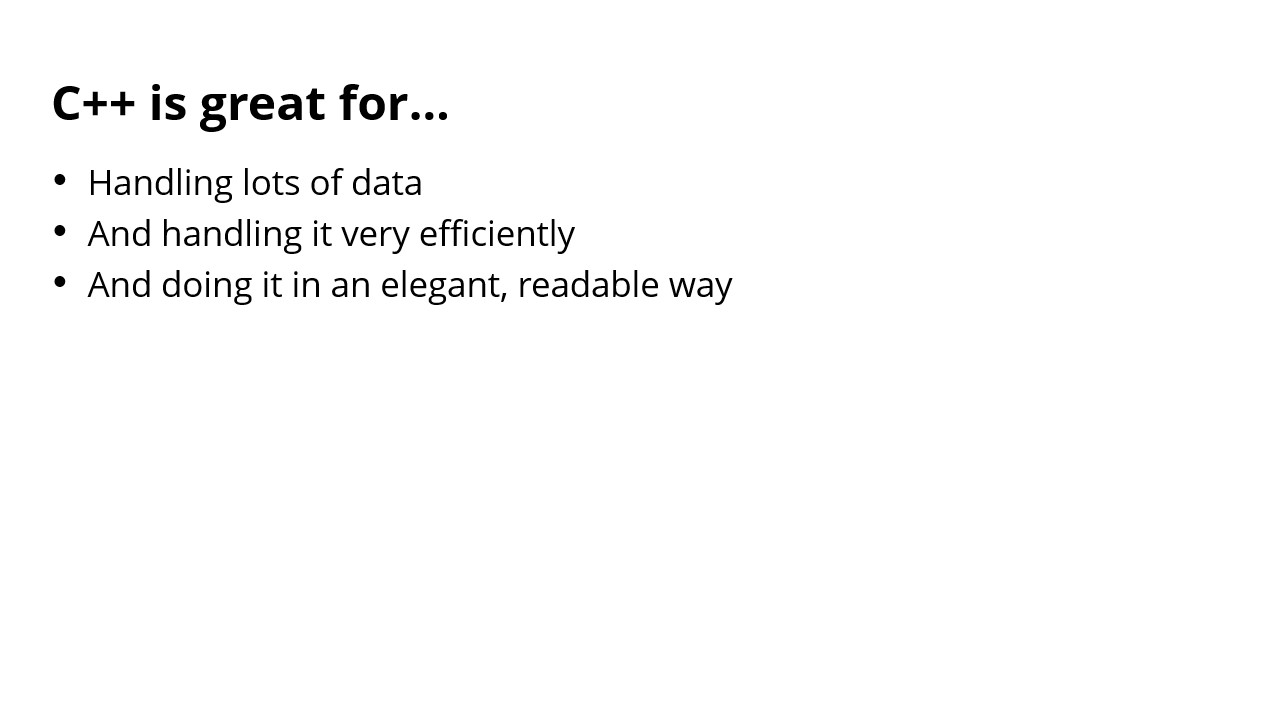 C++ is great for...
• Handling lots of data
• And handling it very efficiently
• And doing it in an elegant, readable way